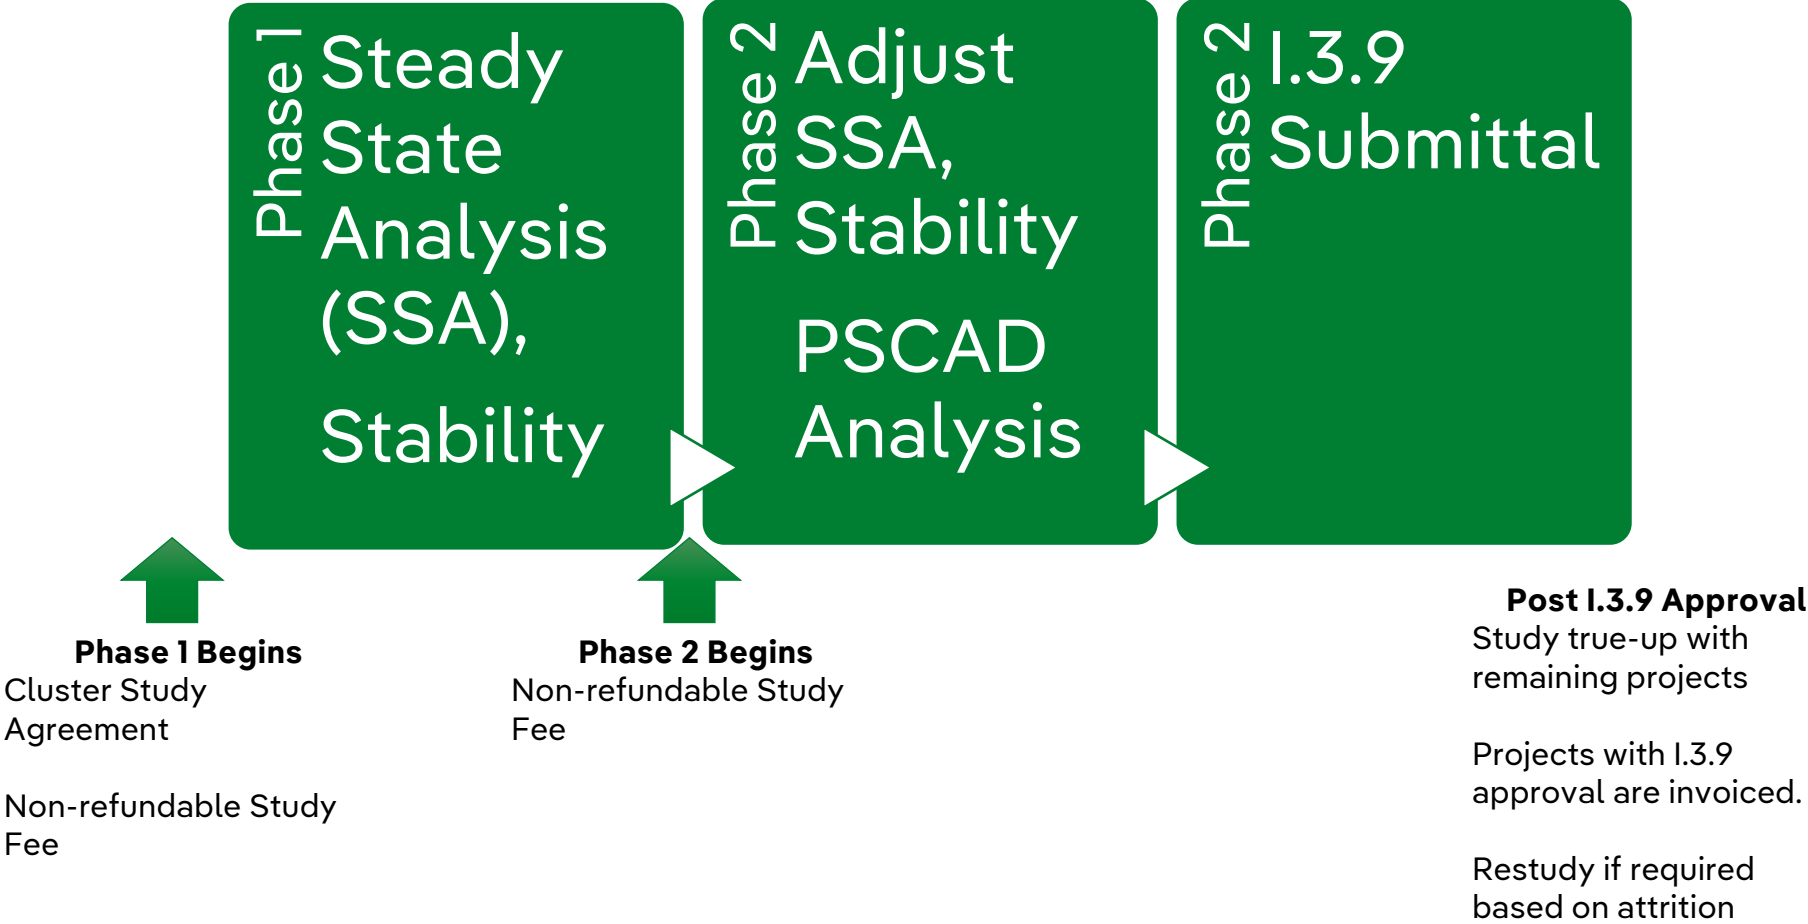 Phase 1
Steady
State
Analysis
(SSA),
Stability
Phase 2
Adjust
SSA,
Stability
PSCAD
Analysis
Phase 2
I.3.9
Submittal
Phase 1 Begins
Cluster Study
Agreement
Non-refundable Study
Fee
Phase 2 Begins
Non-refundable Study
Fee
Post I.3.9 Approval
Study true-up with
remaining projects
Projects with I.3.9
approval are invoiced.
Restudy if required
based on attrition